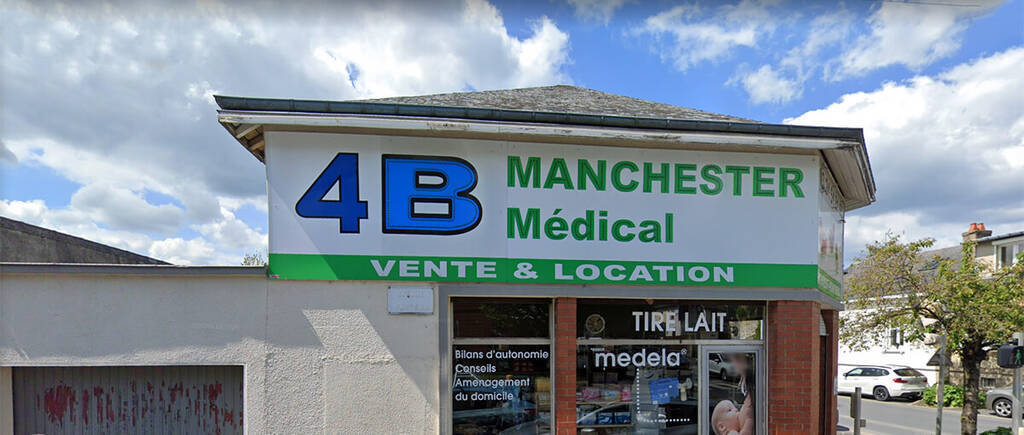 4B MANCHESTER
Médical
VENTE & LOCATION
TIRE LAIT
medela®
Bilans d'autonomie
Conseils
Aménagement
du domicile